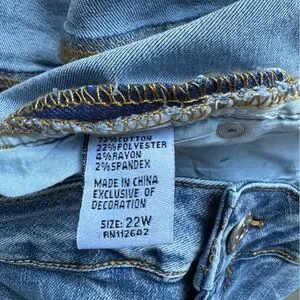 72%COTTON
22%POLYESTER
4%RAYON
2%SPANDEX
MADE IN CHINA
EXCLUSIVE OF
DECORATION
SIZE: 22W
RN112642